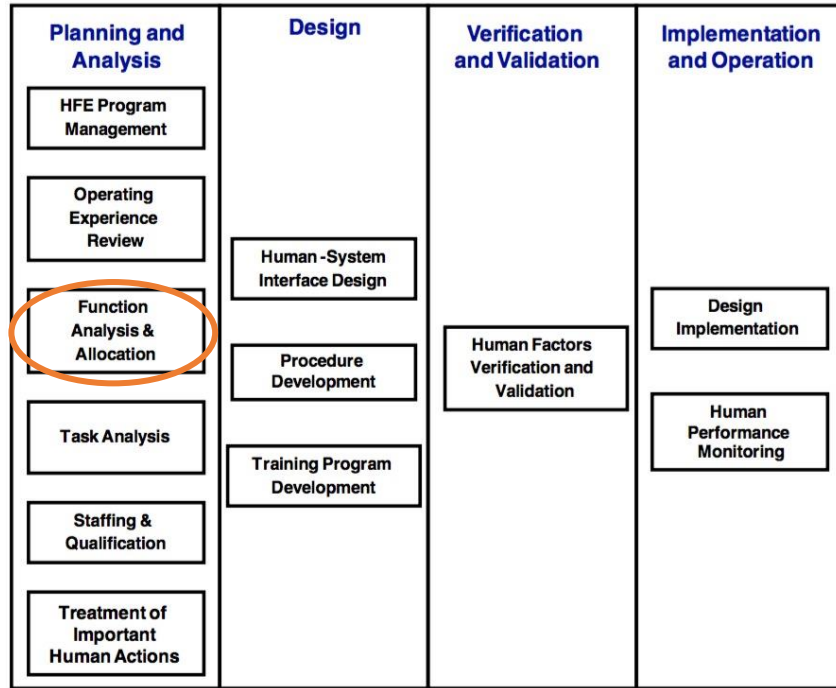 Planning and
Analysis
HFE Program
Management
Operating
Experience
Review
Function
Analysis &
Allocation
Task Analysis
Staffing &
Qualification
Treatment of
Important
Human Actions
Design
Human -System
Interface Design
Procedure
Development
Training Program
Development
Verification
and Validation
Human Factors
Verification and
Validation
Implementation
and Operation
Design
Implementation
Human
Performance
Monitoring